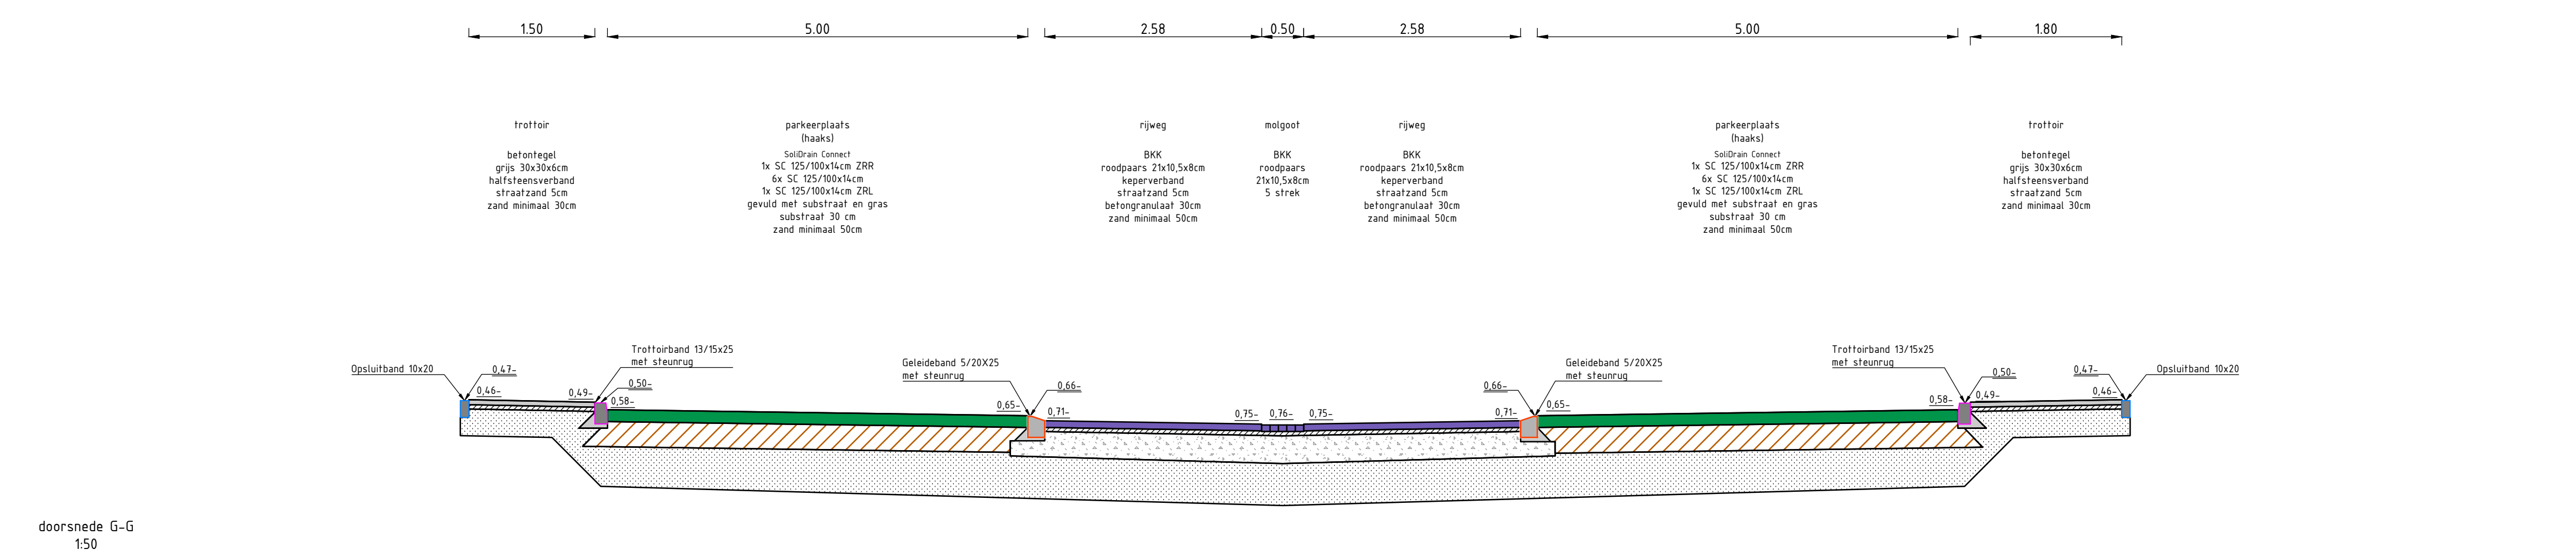 1.50
5.00
2.58
0.50
2.58
5.00
1.80
trottoir
betontegel
grijs 30x30x6cm
halfsteensverband
straatzand 5cm
zand minimaal 30cm
parkeerplaats
(haaks)
SoliDrain Connect
1x SC 125/100x14cm ZRR
6x SC 125/100x14cm
1x SC 125/100x14cm ZRL
gevuld met substraat en gras
substraat 30 cm
zand minimaal 50cm
rijweg
BKK
roodpaars 21x10,5x8cm
keperverband
straatzand 5cm
betongranulaat 30cm
zand minimaal 50cm
molgoot
BKK
roodpaars
21x10,5x8cm
5 strek
rijweg
BKK
roodpaars 21x10,5x8cm
keperverband
straatzand 5cm
betongranulaat 30cm
zand minimaal 50cm
parkeerplaats
(haaks)
SoliDrain Connect
1x SC 125/100x14cm ZRR
6x SC 125/100x14cm
1x SC 125/100x14cm ZRL
gevuld met substraat en gras
substraat 30 cm
zand minimaal 50cm
trottoir
betontegel
grijs 30x30x6cm
halfsteensverband
straatzand 5cm
zand minimaal 30cm
Opsluitband 10x20
0,47-
0,46-
0,49-
Trottoirband 13/15x25
met steunrug
0,50-
0,58-
Geleideband 5/20X25
met steunrug
0,65-
0,66-
0,71-
0,75-
0,76-
0,75-
0,66-
0,71-
Geleideband 5/20X25
met steunrug
0,65-
Trottoirband 13/15x25
met steunrug
0,58-
0,50-
0,49-
0,47-
0,46-
Opsluitband 10x20
doorsnede G-G
1:50